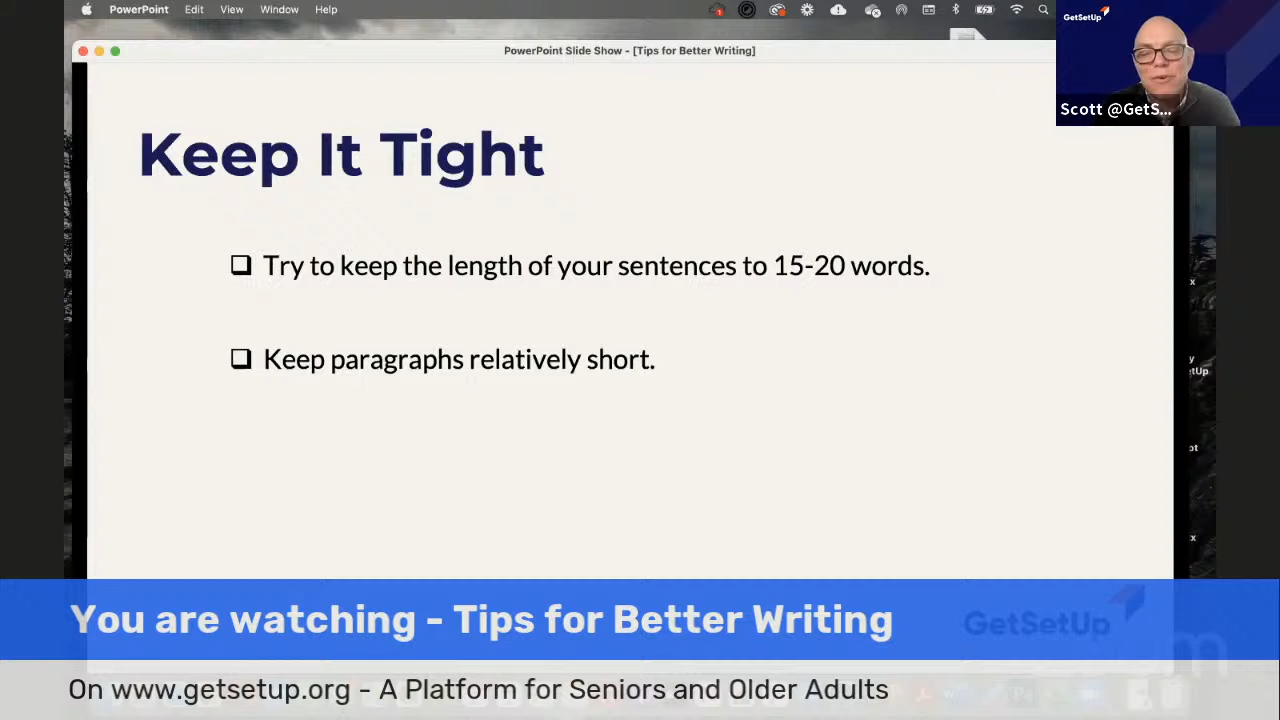 PowerPoint Edit View Window Help
PowerPoint Slide Show - [Tips for Better Writing]
GetSetUp
Scott @GetS...
Keep It Tight
Try to keep the length of your sentences to 15-20 words.
Keep paragraphs relatively short.
x
y
tUp
pt
x
You are watching - Tips for Better Writing
GetSetUp
On www.getsetup.org - A Platform for Seniors and Older Adults